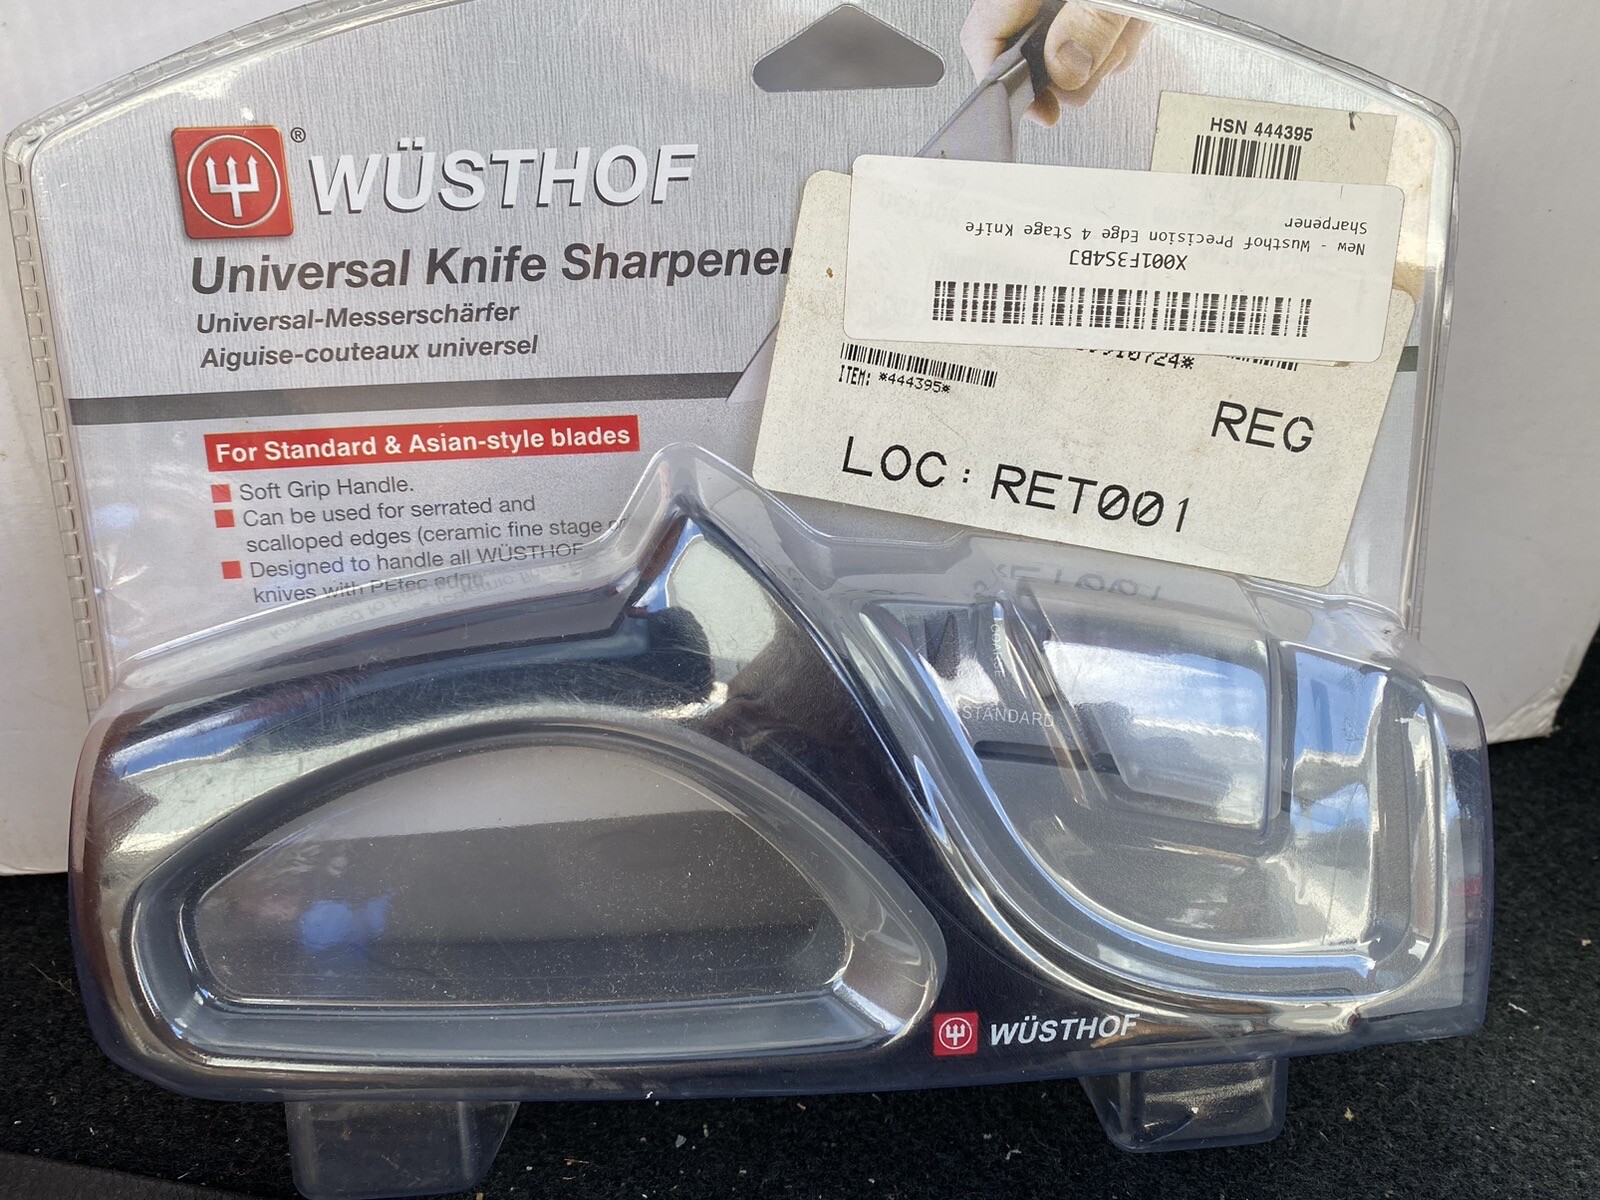 WÜSTHOF®
Universal Knife Sharpener
Universal-Messerschärfer
Aiguise-couteaux universel
For Standard & Asian-style blades
Soft Grip Handle.
Can be used for serrated and
scalloped edges (ceramic fine stage
Designed to handle all WÜSTHOF
knives with PEtec edge.
HSN 444395
X001F3S4BJ
New - Wusthof Precision Edge 4 Stage Knife
Sharpener
ITEM: *444395*
REG
LOC: RET001
COARSE
STANDARD
WÜSTHOF